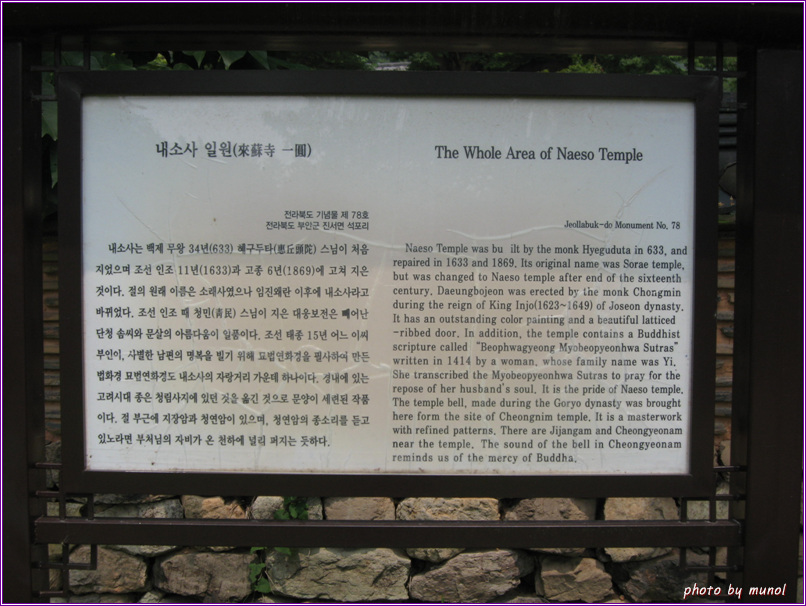 내소사 일원(來蘇寺 一圓)
전라북도 기념물 제 78호
전라북도 부안군 진서면 석포리
내소사는 백제 무왕 34년(633) 혜구두타(惠丘頭陀) 스님이 처음
지었으며 조선 인조 11년(1633)과 고종 6년(1869)에 고쳐 지은
것이다. 절의 원래 이름은 소래사였으나 임진왜란 이후에 내소사라고
바뀌었다. 조선 인조 때 청민(靑民) 스님이 지은 대웅보전은 빼어난
단청 솜씨와 문살의 아름다움이 일품이다. 조선 태종 15년 어느 이씨
부인이, 사별한 남편의 명복을 빌기 위해 묘법연화경을 필사하여 만든
법화경 묘법연화경도 내소사의 자랑거리 가운데 하나이다. 경내에 있는
고려시대 종은 청림사지에 있던 것을 옮긴 것으로 문양이 세련된 작품
이다. 절 부근에 지장암과 청연암이 있으며, 청연암의 종소리를 듣고
있노라면 부처님의 자비가 온 천하에 널리 퍼지는 듯하다.
The Whole Area of Naeso Temple
Jeollabuk-do Monument No. 78
Naeso Temple was bu ilt by the monk Hyeguduta in 633, and
repaired in 1633 and 1869. Its original name was Sorae temple,
but was changed to Naeso temple after end of the sixteenth
century. Daeungbojeon was erected by the monk Chongmin
during the reign of King Injo(1623~1649) of Joseon dynasty.
It has an outstanding color painting and a beautiful latticed
-ribbed door. In addition, the temple contains a Buddhist
scripture called "Beophwagyeong Myobeopyeonhwa Sutras"
written in 1414 by a woman, whose family name was Yi.
She transcribed the Myobeopyeonhwa Sutras to pray for the
repose of her husband's soul. It is the pride of Naeso temple.
The temple bell, made during the Goryo dynasty was brought
here form the site of Cheongnim temple. It is a masterwork
with refined patterns. There are Jijangam and Cheongyeonam
near the temple. The sound of the bell in Cheongyeonam
reminds us of the mercy of Buddha.
photo by munol